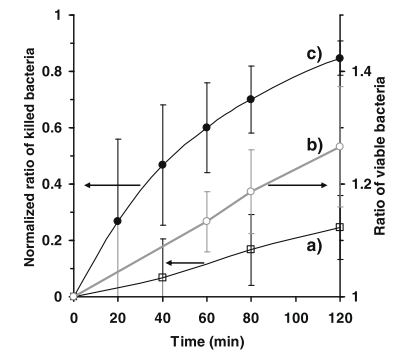 1
0.8
0.6
0.4
0.2
0
Normalized ratio of killed bacteria
c)
b)
a)
1.4
1.2
1
Ratio of viable bacteria
0 20 40 60 80 100 120
Time (min)